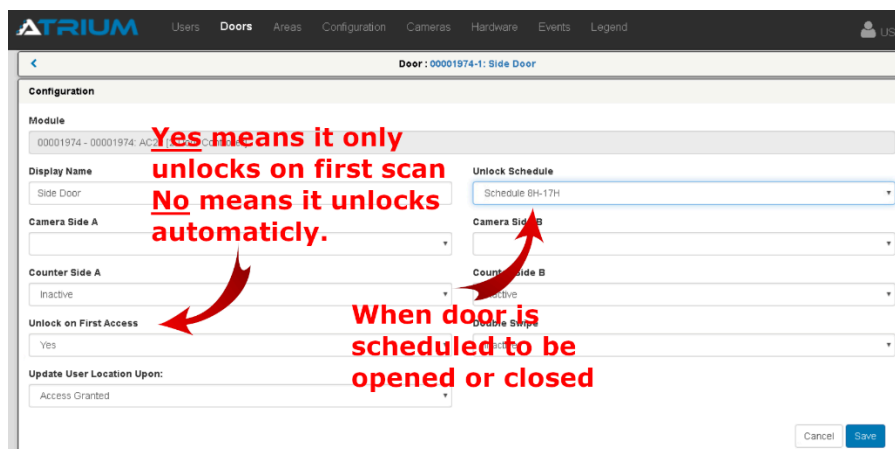 ATRIUM Users Doors Areas Configuration Cameras Hardware Events Legend US
Door : 00001974-1: Side Door
Configuration
Module
00001974 - 00001974: AC2
Yes means it only
unlocks on first scan
No means it unlocks
automaticly.
Display Name Unlock Schedule
Side Door Schedule 8H-17H
Camera Side A Camera Side B
Counter Side A Counter Side B
Inactive Inactive
Unlock on First Access Double Swipe
Yes Inactive
When door is
scheduled to be
opened or closed
Update User Location Upon:
Access Granted
Cancel Save